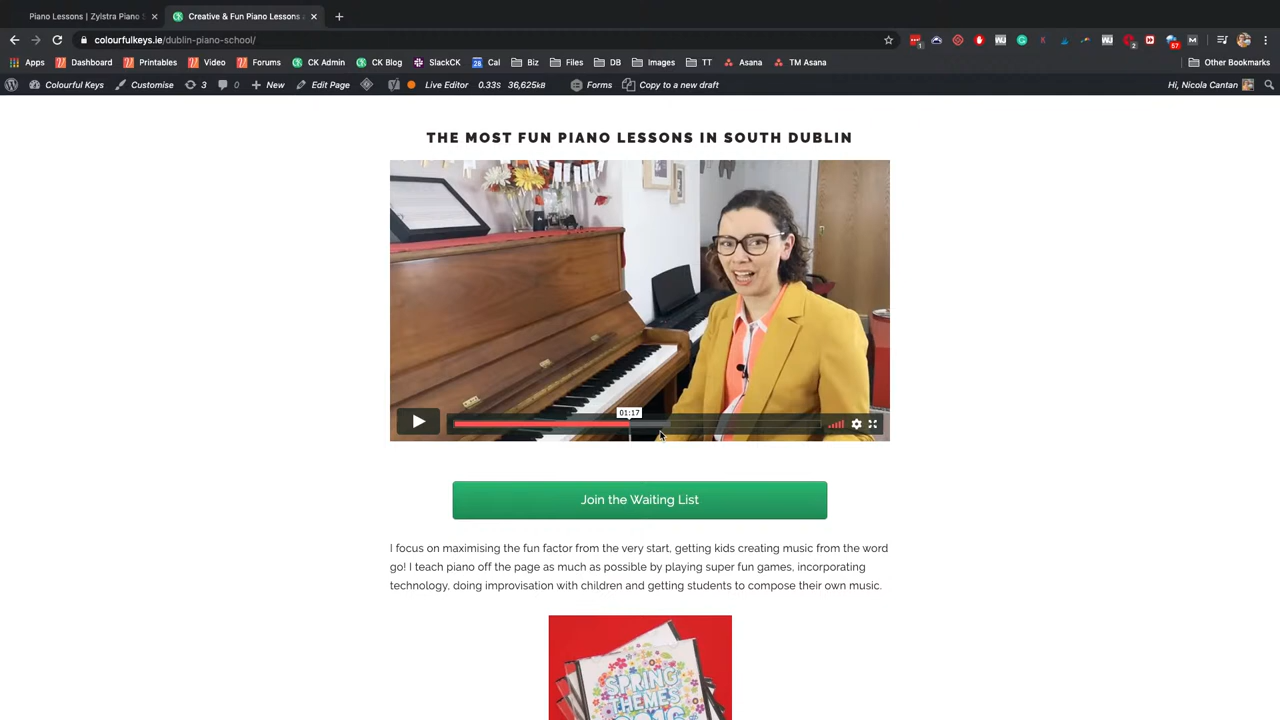 Piano Lessons | Zylstra Piano
Creative & Fun Piano Lessons
colourfulkeys.ie/dublin-piano-school/
1
2
67
Apps
Dashboard
Printables
Video
Forums
CK Admin
CK Blog
SlackCK
28
Cal
Biz
Files
DB
Images
TT
Asana
TM Asana
Other Bookmarks
Colourful Keys
Customise
3
0
New
Edit Page
Live Editor
0.33s
36,625kB
Forms
Copy to a new draft
Hi, Nicola Cantan
THE MOST FUN PIANO LESSONS IN SOUTH DUBLIN
01:17
Join the Waiting List
I focus on maximising the fun factor from the very start, getting kids creating music from the word
go! I teach piano off the page as much as possible by playing super fun games, incorporating
technology, doing improvisation with children and getting students to compose their own music.
SPRING
THEMES
2016